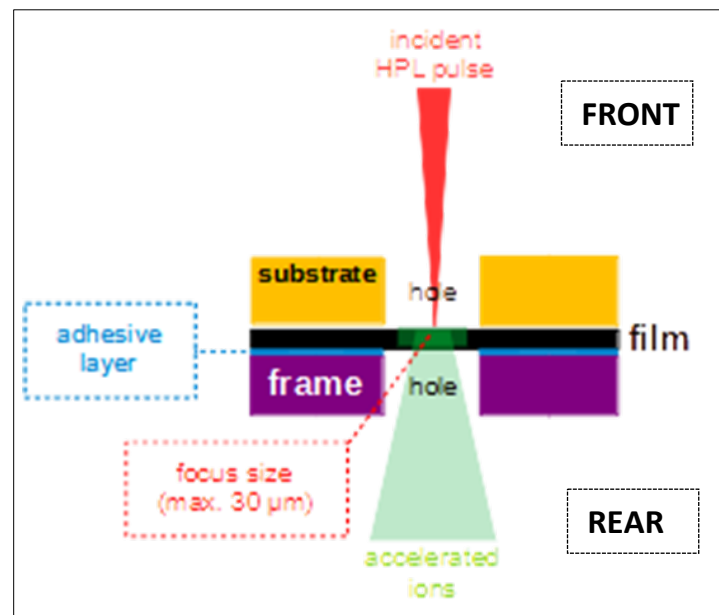 incident
HPL pulse
FRONT
substrate
hole
adhesive
layer
film
frame
hole
focus size
(max. 30 µm)
REAR
accelerated
ions